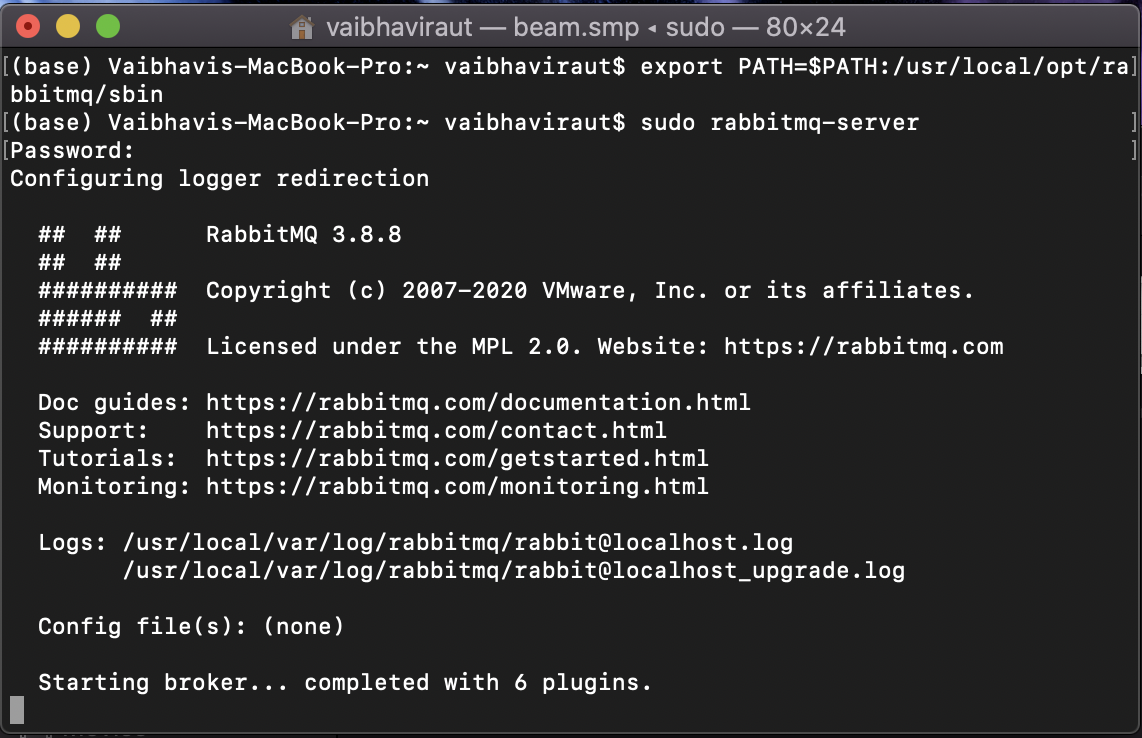 vaibhaviraut — beam.smp ◂ sudo — 80×24
[(base) Vaibhavis-MacBook-Pro:~ vaibhaviraut$ export PATH=$PATH:/usr/local/opt/ra]
bbitmq/sbin
[(base) Vaibhavis-MacBook-Pro:~ vaibhaviraut$ sudo rabbitmq-server ]
[Password: ]
Configuring logger redirection
## ## RabbitMQ 3.8.8
## ##
########## Copyright (c) 2007-2020 VMware, Inc. or its affiliates.
###### ##
########## Licensed under the MPL 2.0. Website: https://rabbitmq.com
Doc guides: https://rabbitmq.com/documentation.html
Support: https://rabbitmq.com/contact.html
Tutorials: https://rabbitmq.com/getstarted.html
Monitoring: https://rabbitmq.com/monitoring.html
Logs: /usr/local/var/log/rabbitmq/rabbit@localhost.log
/usr/local/var/log/rabbitmq/rabbit@localhost_upgrade.log
Config file(s): (none)
Starting broker... completed with 6 plugins.